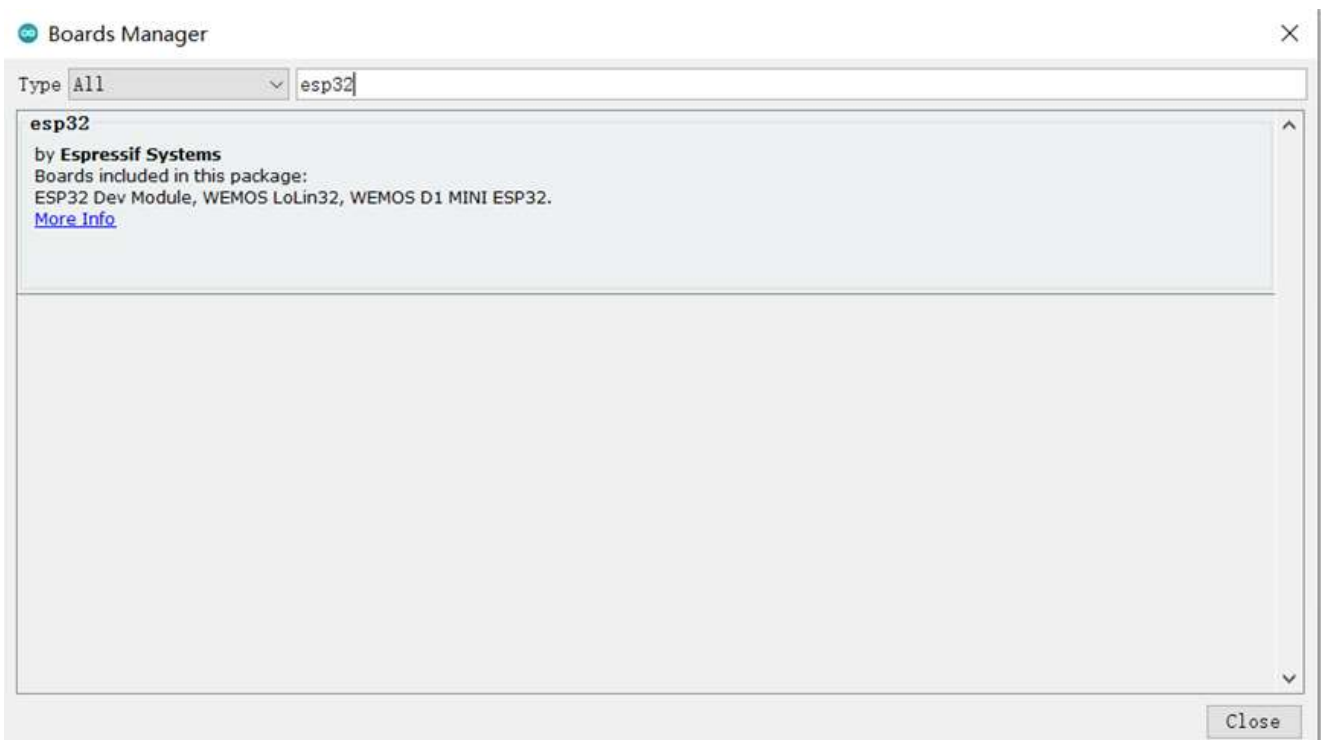 Boards Manager
Type All esp32
esp32
by Espressif Systems
Boards included in this package:
ESP32 Dev Module, WEMOS LoLin32, WEMOS D1 MINI ESP32.
More Info
Close